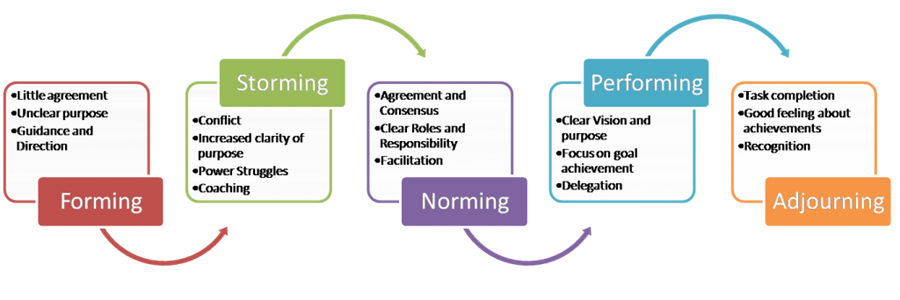 •Little agreement
•Unclear purpose
•Guidance and
Direction
Forming
Storming
•Conflict
•Increased clarity of
purpose
•Power Struggles
•Coaching
•Agreement and
Consensus
•Clear Roles and
Responsibility
•Facilitation
Norming
Performing
•Clear Vision and
purpose
•Focus on goal
achievement
•Delegation
•Task completion
•Good feeling about
achievements
•Recognition
Adjourning